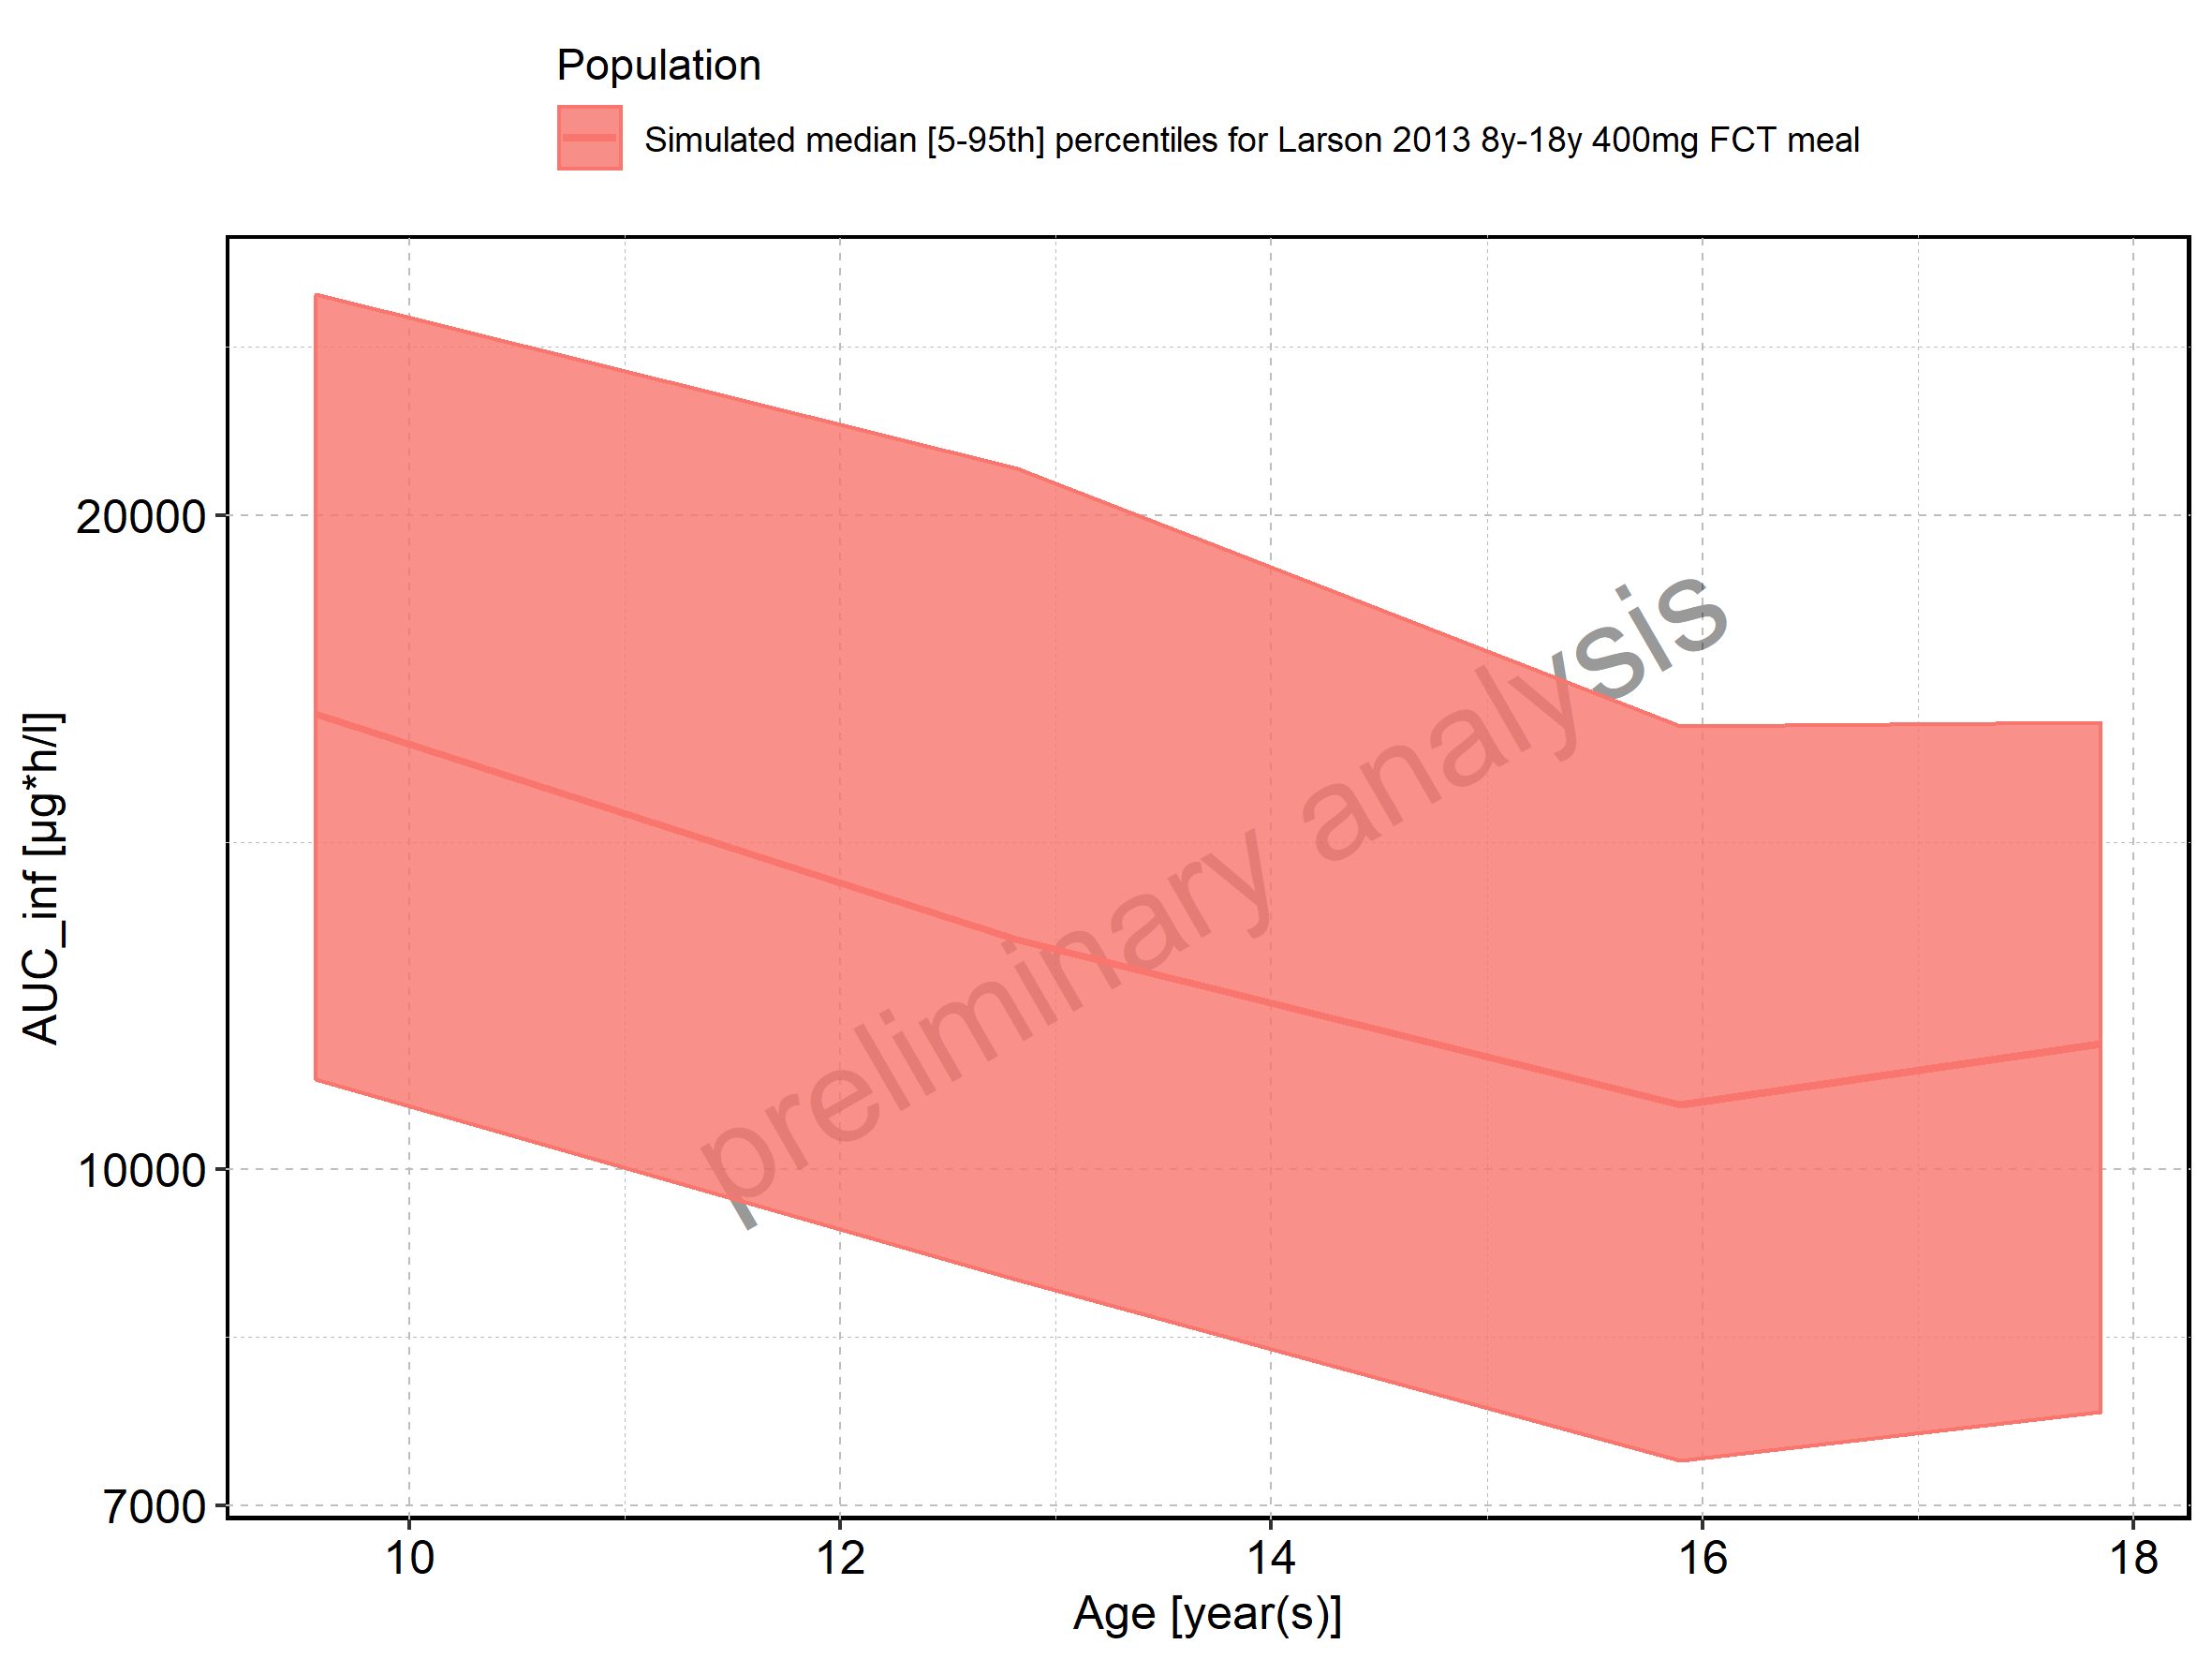 Population
Simulated median [5-95th] percentiles for Larson 2013 8y-18y 400mg FCT meal
20000
10000
7000
AUC_inf [µg*h/l]
preliminary analysis
10 12 14 16 18
Age [year(s)]